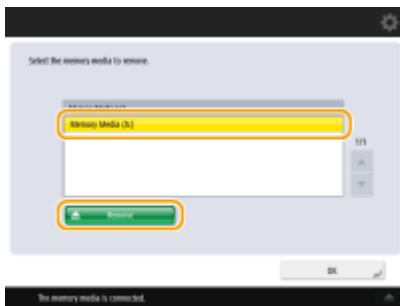 Select the memory media to remove.
Memory Media (A:)
1/1
Remove
OK
The memory media is connected.